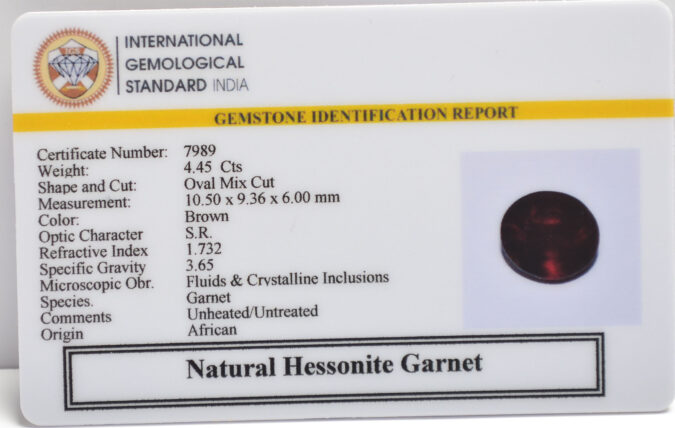 INTERNATIONAL
GEMOLOGICAL
STANDARD INDIA
GEMSTONE IDENTIFICATION REPORT
Certificate Number: 7989
Weight: 4.45 Cts
Shape and Cut: Oval Mix Cut
Measurement: 10.50 x 9.36 x 6.00 mm
Color: Brown
Optic Character S.R.
Refractive Index 1.732
Specific Gravity 3.65
Microscopic Obr. Fluids & Crystalline Inclusions
Species. Garnet
Comments Unheated/Untreated
Origin African
Natural Hessonite Garnet